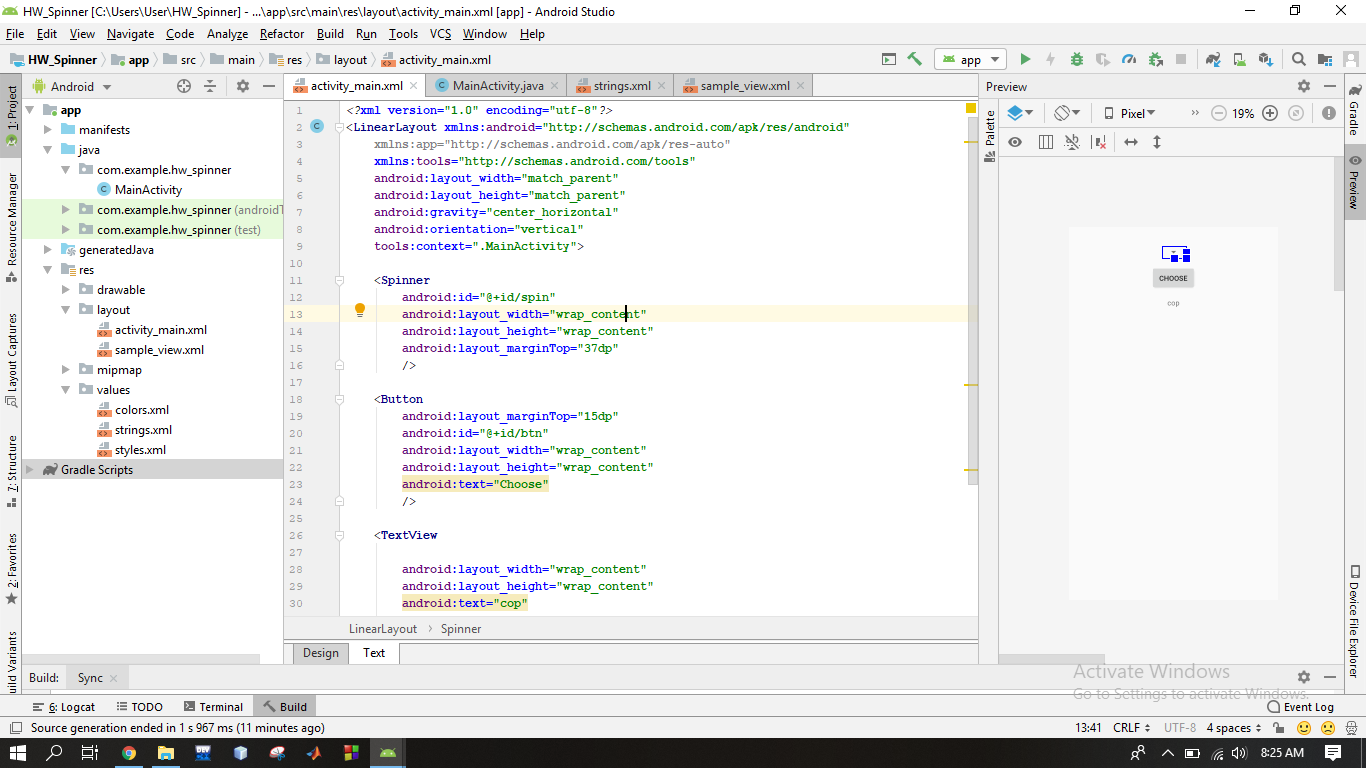 HW_Spinner [C:\Users\User\HW_Spinner] - ...\app\src\main\res\layout\activity_main.xml [app] - Android Studio
File Edit View Navigate Code Analyze Refactor Build Run Tools VCS Window Help
HW_Spinner app src main res layout activity_main.xml app
1: Project
Resource Manager
Layout Captures
7: Structure
2: Favorites
Android
app
manifests
java
com.example.hw_spinner
MainActivity
com.example.hw_spinner (androidT
com.example.hw_spinner (test)
generatedJava
res
drawable
layout
activity_main.xml
sample_view.xml
mipmap
values
colors.xml
strings.xml
styles.xml
Gradle Scripts
activity_main.xml MainActivity.java strings.xml sample_view.xml
1 <?xml version="1.0" encoding="utf-8"?>
2 <LinearLayout xmlns:android="http://schemas.android.com/apk/res/android"
3 xmlns:app="http://schemas.android.com/apk/res-auto"
4 xmlns:tools="http://schemas.android.com/tools"
5 android:layout_width="match_parent"
6 android:layout_height="match_parent"
7 android:gravity="center_horizontal"
8 android:orientation="vertical"
9 tools:context=".MainActivity">
10
11 <Spinner
12 android:id="@+id/spin"
13 android:layout_width="wrap_content"
14 android:layout_height="wrap_content"
15 android:layout_marginTop="37dp"
16 />
17
18 <Button
19 android:layout_marginTop="15dp"
20 android:id="@+id/btn"
21 android:layout_width="wrap_content"
22 android:layout_height="wrap_content"
23 android:text="Choose"
24 />
25
26 <TextView
27
28 android:layout_width="wrap_content"
29 android:layout_height="wrap_content"
30 android:text="cop"
LinearLayout Spinner
Design Text
Preview
Palette
Pixel 19%
CHOOSE
cop
Gradle
Preview
Device File Explorer
Activate Windows
Go to Settings to activate Windows.
Build: Sync
6: Logcat TODO Terminal Build Event Log
Source generation ended in 1 s 967 ms (11 minutes ago) 13:41 CRLF UTF-8 4 spaces
8:25 AM